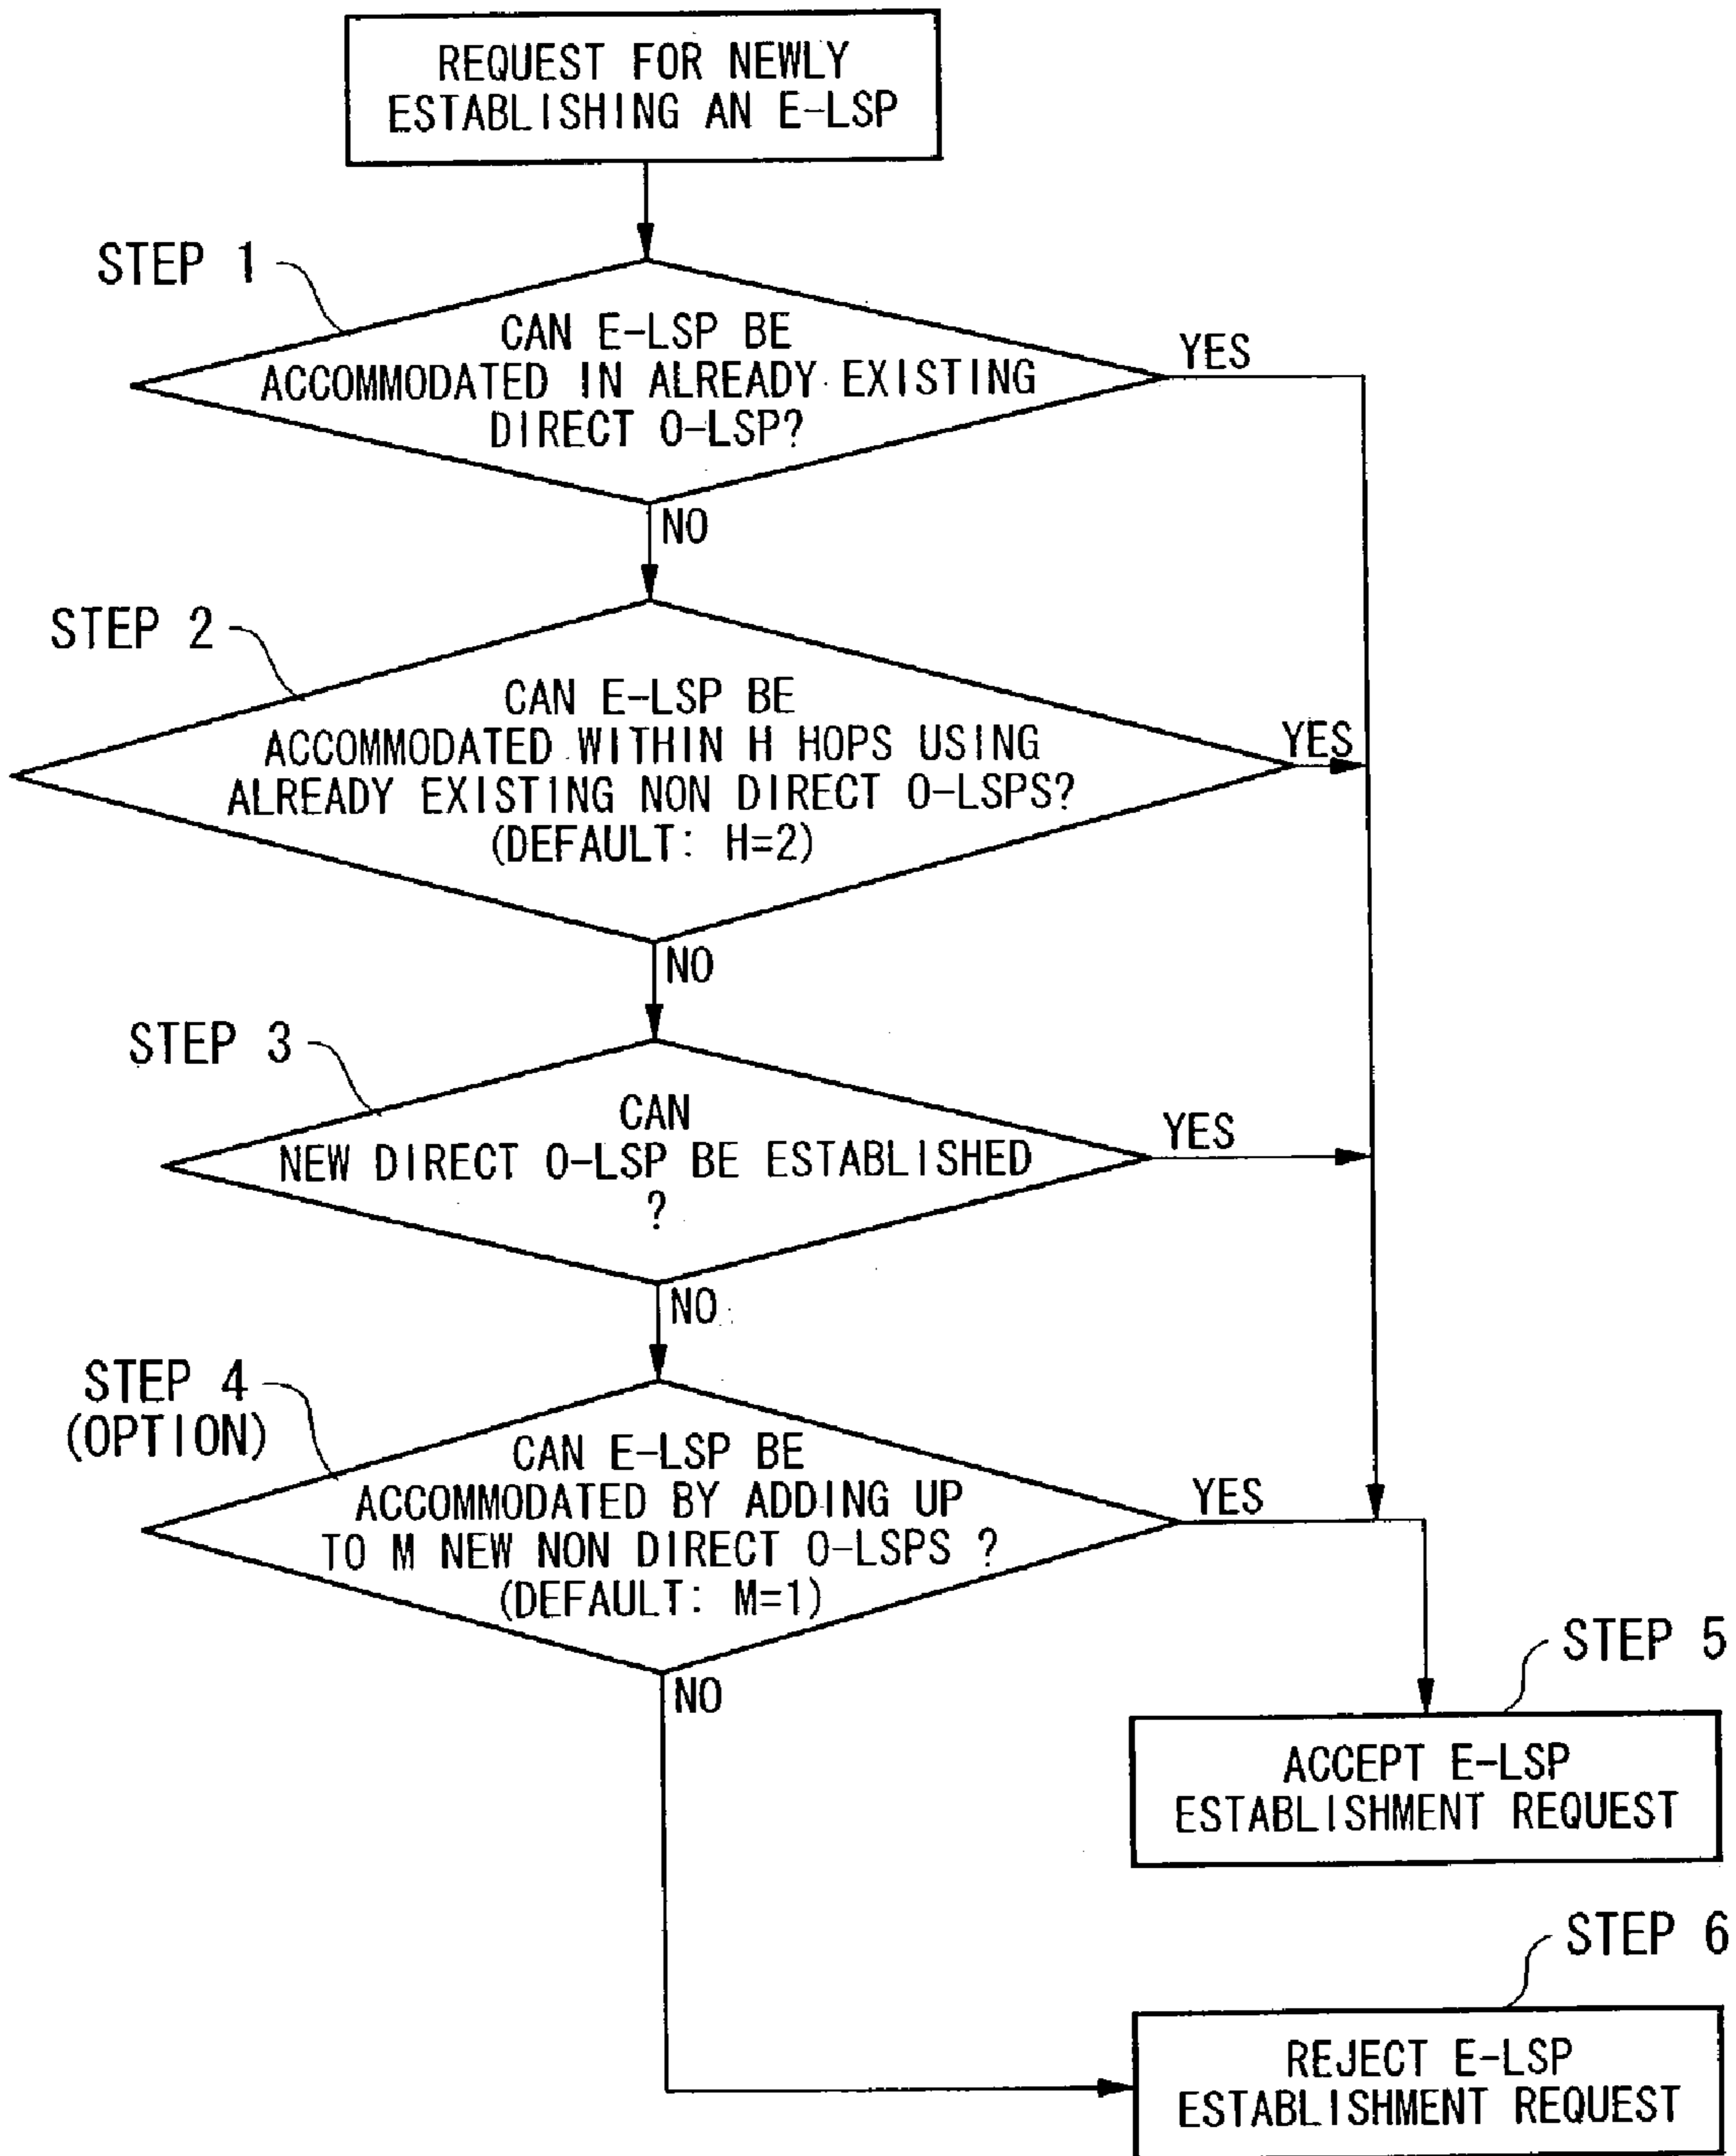 REQUEST FOR NEWLY
ESTABLISHING AN E-LSP
STEP 1
CAN E-LSP BE
ACCOMMODATED IN ALREADY EXISTING
DIRECT O-LSP?
YES
NO
STEP 2
CAN E-LSP BE
ACCOMMODATED WITHIN H HOPS USING
ALREADY EXISTING NON DIRECT O-LSPS?
(DEFAULT: H=2)
YES
NO
STEP 3
CAN
NEW DIRECT O-LSP BE ESTABLISHED
?
YES
NO
STEP 4
(OPTION)
CAN E-LSP BE
ACCOMMODATED BY ADDING UP
TO M NEW NON DIRECT O-LSPS ?
(DEFAULT: M=1)
YES
NO
STEP 5
ACCEPT E-LSP
ESTABLISHMENT REQUEST
STEP 6
REJECT E-LSP
ESTABLISHMENT REQUEST